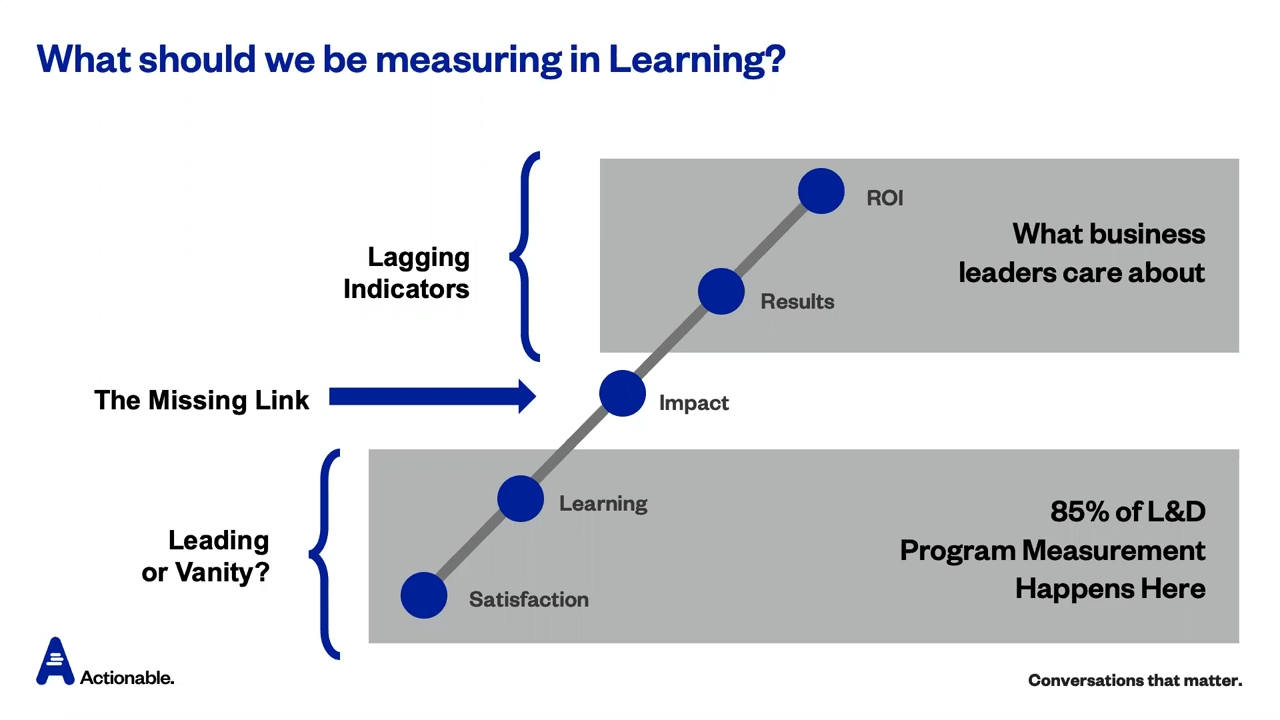 What should we be measuring in Learning?
ROI
What business
leaders care about
Lagging
Indicators
Results
The Missing Link
Impact
Learning
85% of L&D
Program Measurement
Happens Here
Leading
or Vanity?
Satisfaction
Actionable.
Conversations that matter.